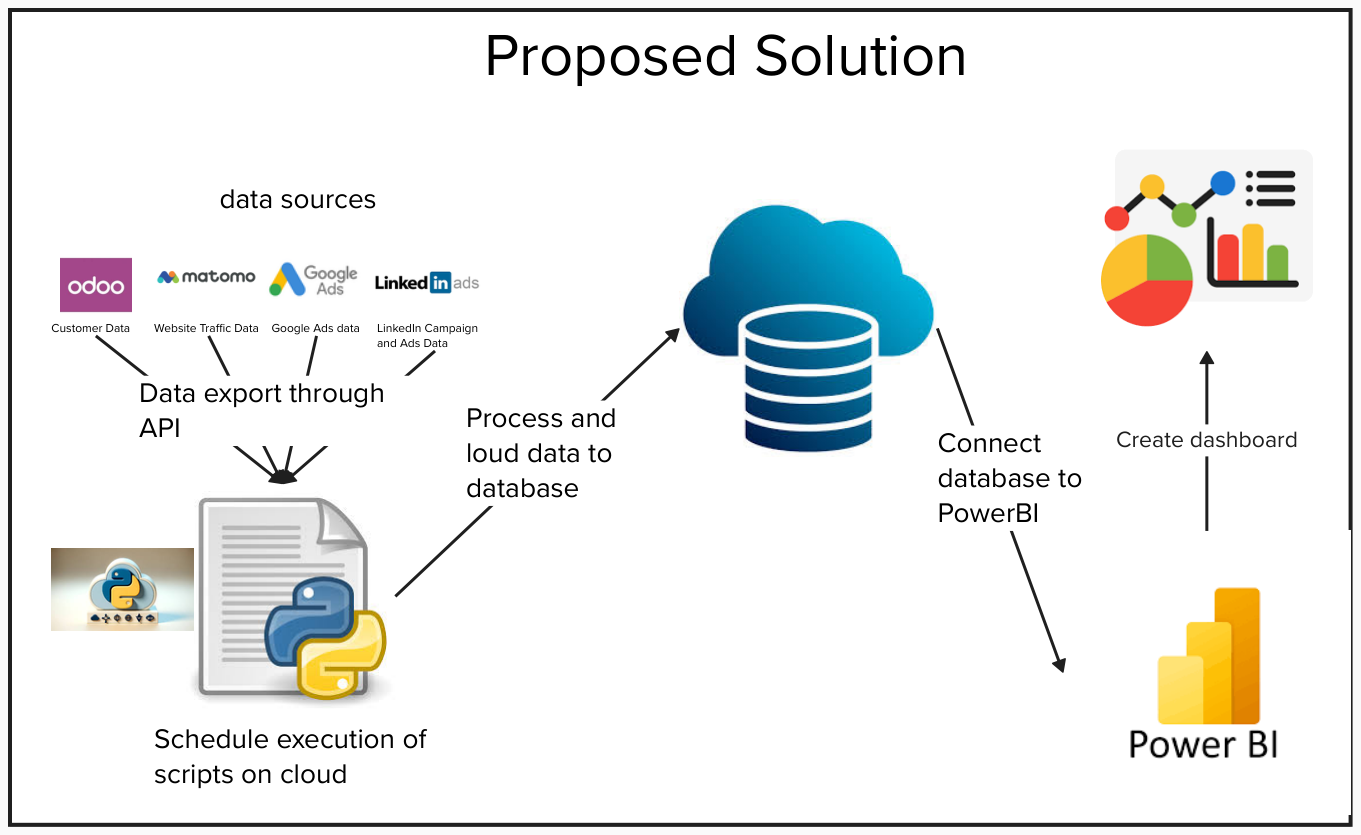 Proposed Solution
data sources
odoo
matomo
Google
Ads
Linked in ads
Customer Data
Website Traffic Data
Google Ads data
LinkedIn Campaign
and Ads Data
Data export through
API
Process and
loud data to
database
Connect
database to
PowerBI
Create dashboard
Schedule execution of
scripts on cloud
Power BI